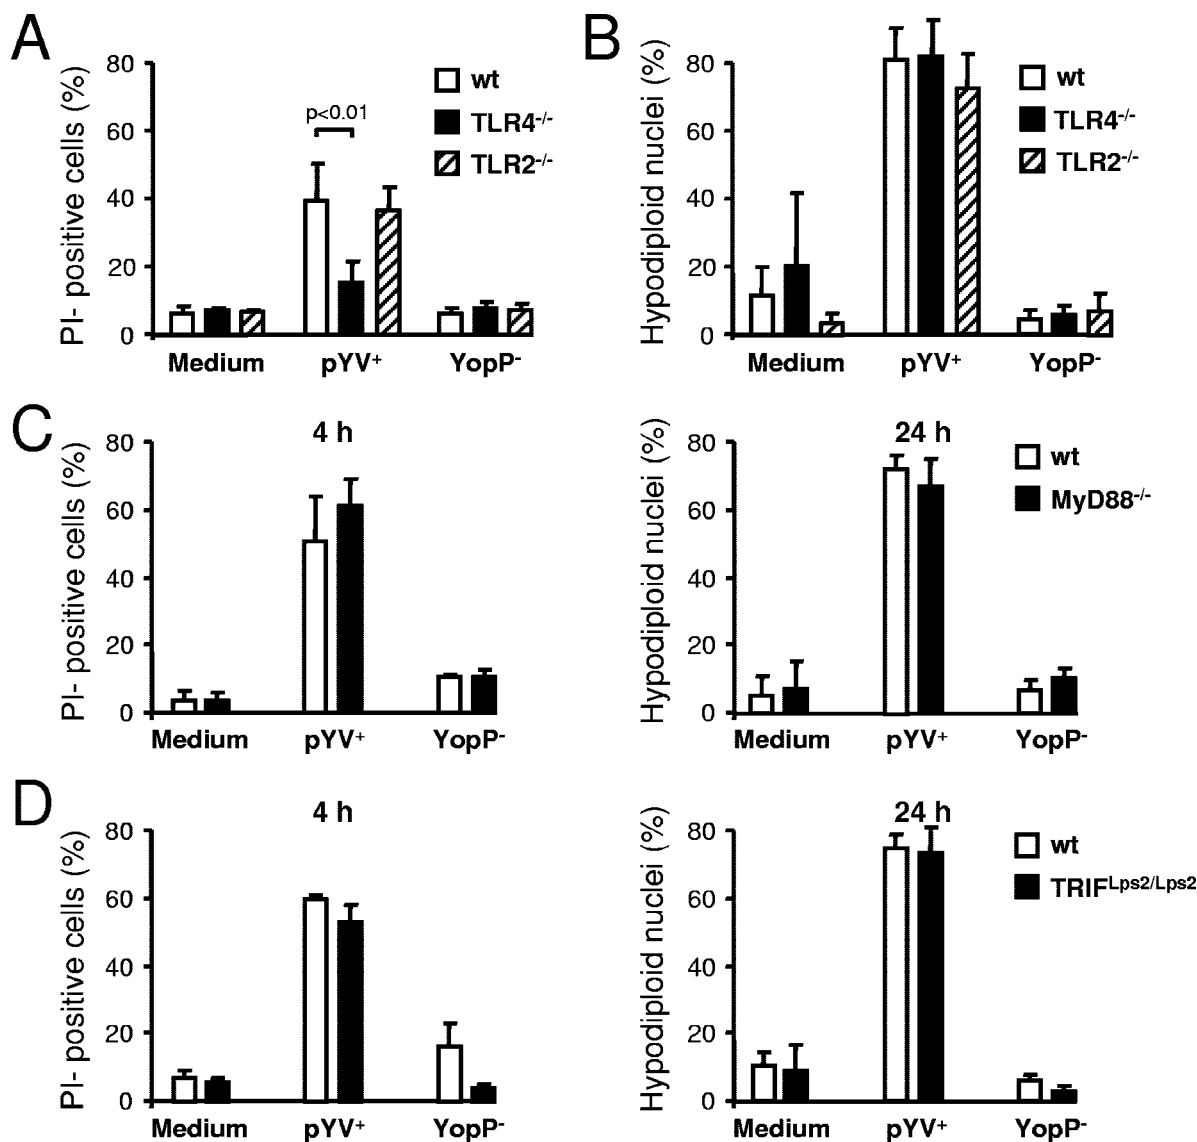 A
PI- positive cells (%)
80
60
40
20
0
p<0.01
wt
TLR4-/-
TLR2-/-
Medium pYV+ YopP-
B
Hypodiploid nuclei (%)
80
60
40
20
0
wt
TLR4-/-
TLR2-/-
Medium pYV+ YopP-
C
4 h
PI- positive cells (%)
80
60
40
20
0
Medium pYV+ YopP-
24 h
Hypodiploid nuclei (%)
80
60
40
20
0
wt
MyD88-/-
Medium pYV+ YopP-
D
4 h
PI- positive cells (%)
80
60
40
20
0
Medium pYV+ YopP-
24 h
Hypodiploid nuclei (%)
80
60
40
20
0
wt
TRIFLps2/Lps2
Medium pYV+ YopP-